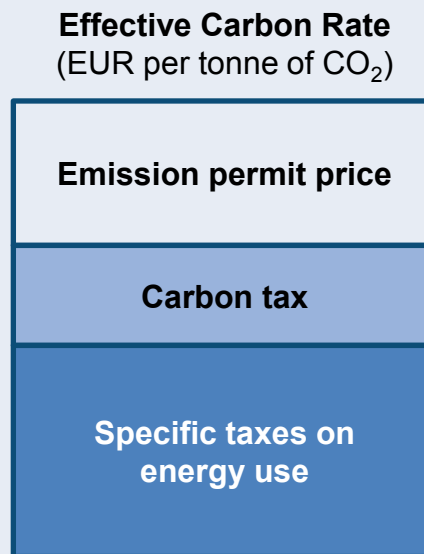 Effective Carbon Rate
(EUR per tonne of CO₂)
Emission permit price
Carbon tax
Specific taxes on
energy use